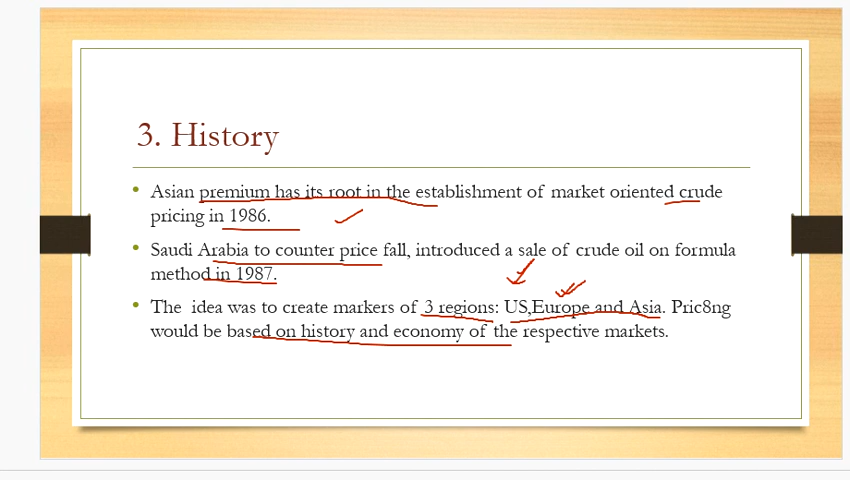 3. History
• Asian premium has its root in the establishment of market oriented crude
pricing in 1986.
• Saudi Arabia to counter price fall, introduced a sale of crude oil on formula
method in 1987.
• The idea was to create markers of 3 regions: US,Europe and Asia. Pric8ng
would be based on history and economy of the respective markets.